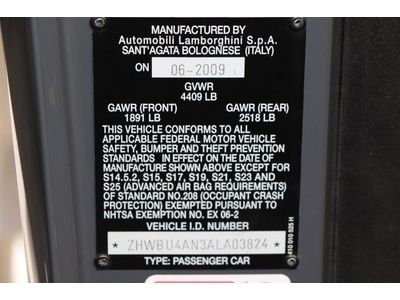 MANUFACTURED BY
Automobili Lamborghini S.p.A.
SANT'AGATA BOLOGNESE (ITALY)
ON 06-2009
GVWR
4409 LB
GAWR (FRONT) GAWR (REAR)
1891 LB 2518 LB
THIS VEHICLE CONFORMS TO ALL
APPLICABLE FEDERAL MOTOR VEHICLE
SAFETY, BUMPER AND THEFT PREVENTION
STANDARDS IN EFFECT ON THE DATE OF
MANUFACTURE SHOWN ABOVE EXCEPT FOR
S14.5.2, S15, S17, S19, S21, S23 AND
S25 (ADVANCED AIR BAG REQUIREMENTS)
OF STANDARD NO.208 (OCCUPANT CRASH
PROTECTION) EXEMPTED PURSUANT TO
NHTSA EXEMPTION NO. EX 06-2
VEHICLE I.D. NUMBER
* ZHWBU4AN3ALA03824 *
TYPE: PASSENGER CAR
410 010 525 H